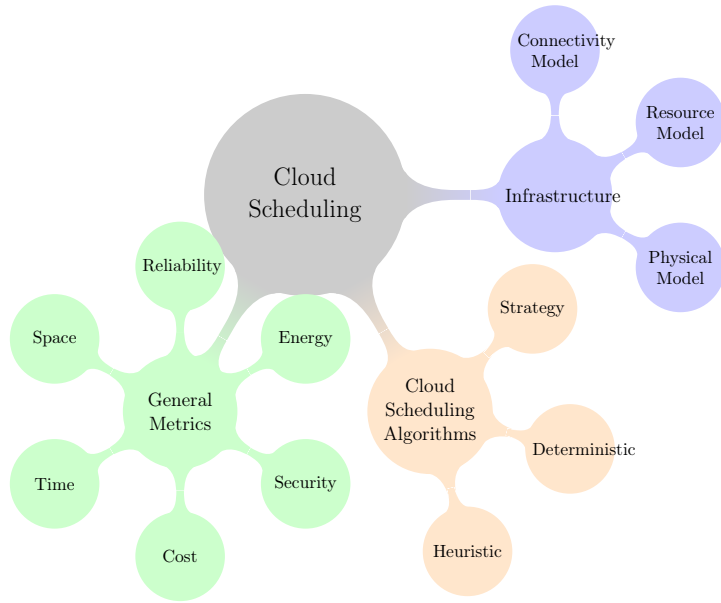 Connectivity
Model
Resource
Model
Cloud
Scheduling
Infrastructure
Physical
Model
Reliability
Space
Energy
Strategy
General
Metrics
Cloud
Scheduling
Algorithms
Deterministic
Time
Security
Cost
Heuristic